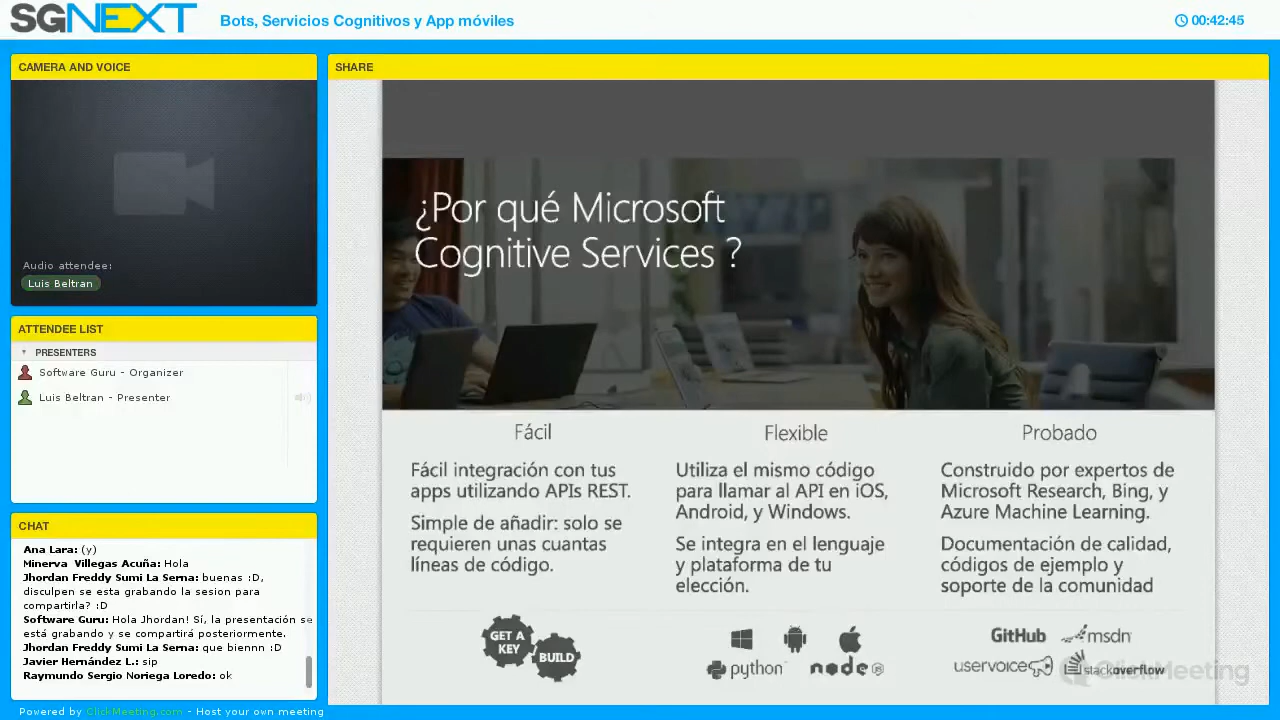 SGNEXT
Bots, Servicios Cognitivos y App móviles
00:42:45
CAMERA AND VOICE
Audio attendee:
Luis Beltran
ATTENDEE LIST
PRESENTERS
Software Guru - Organizer
Luis Beltran - Presenter
CHAT
Ana Lara: (y)
Minerva Villegas Acuña: Hola
Jhordan Freddy Sumi La Serna: buenas :D,
disculpen se esta grabando la sesion para
compartirla? :D
Software Guru: Hola Jhordan! Sí, la presentación se
está grabando y se compartirá posteriormente.
Jhordan Freddy Sumi La Serna: que biennn :D
Javier Hernández L.: sip
Raymundo Sergio Noriega Loredo: ok
Powered by ClickMeeting.com - Host your own meeting
SHARE
¿Por qué Microsoft
Cognitive Services ?
Fácil
Fácil integración con tus
apps utilizando APIs REST.
Simple de añadir: solo se
requieren unas cuantas
líneas de código.
GET A
KEY
BUILD
Flexible
Utiliza el mismo código
para llamar al API en iOS,
Android, y Windows.
Se integra en el lenguaje
y plataforma de tu
elección.
python
node JS
Probado
Construido por expertos de
Microsoft Research, Bing, y
Azure Machine Learning.
Documentación de calidad,
códigos de ejemplo y
soporte de la comunidad
GitHub
msdn
uservoice
stackoverflow
ClickMeeting